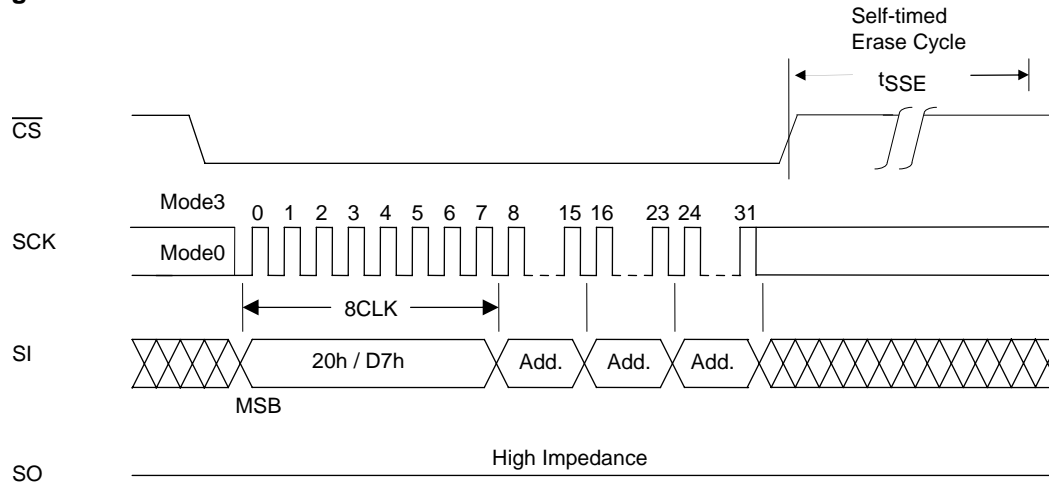 Self-timed
Erase Cycle
tSSE
CS
Mode3
0 1 2 3 4 5 6 7 8 15 16 23 24 31
SCK
Mode0
8CLK
SI
20h / D7h Add. Add. Add.
MSB
High Impedance
SO